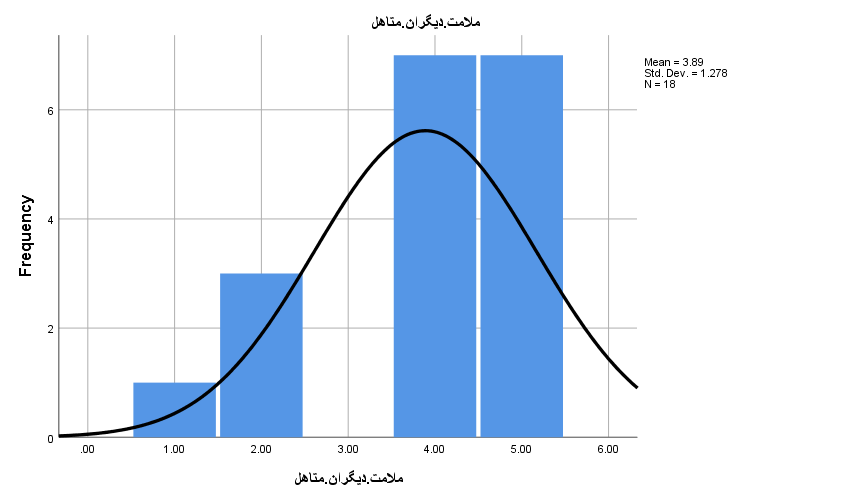 ملامت.دیگران.متاهل
Mean = 3.89
Std. Dev. = 1.278
N = 18
Frequency
6
4
2
0
.00 1.00 2.00 3.00 4.00 5.00 6.00
ملامت.دیگران.متاهل